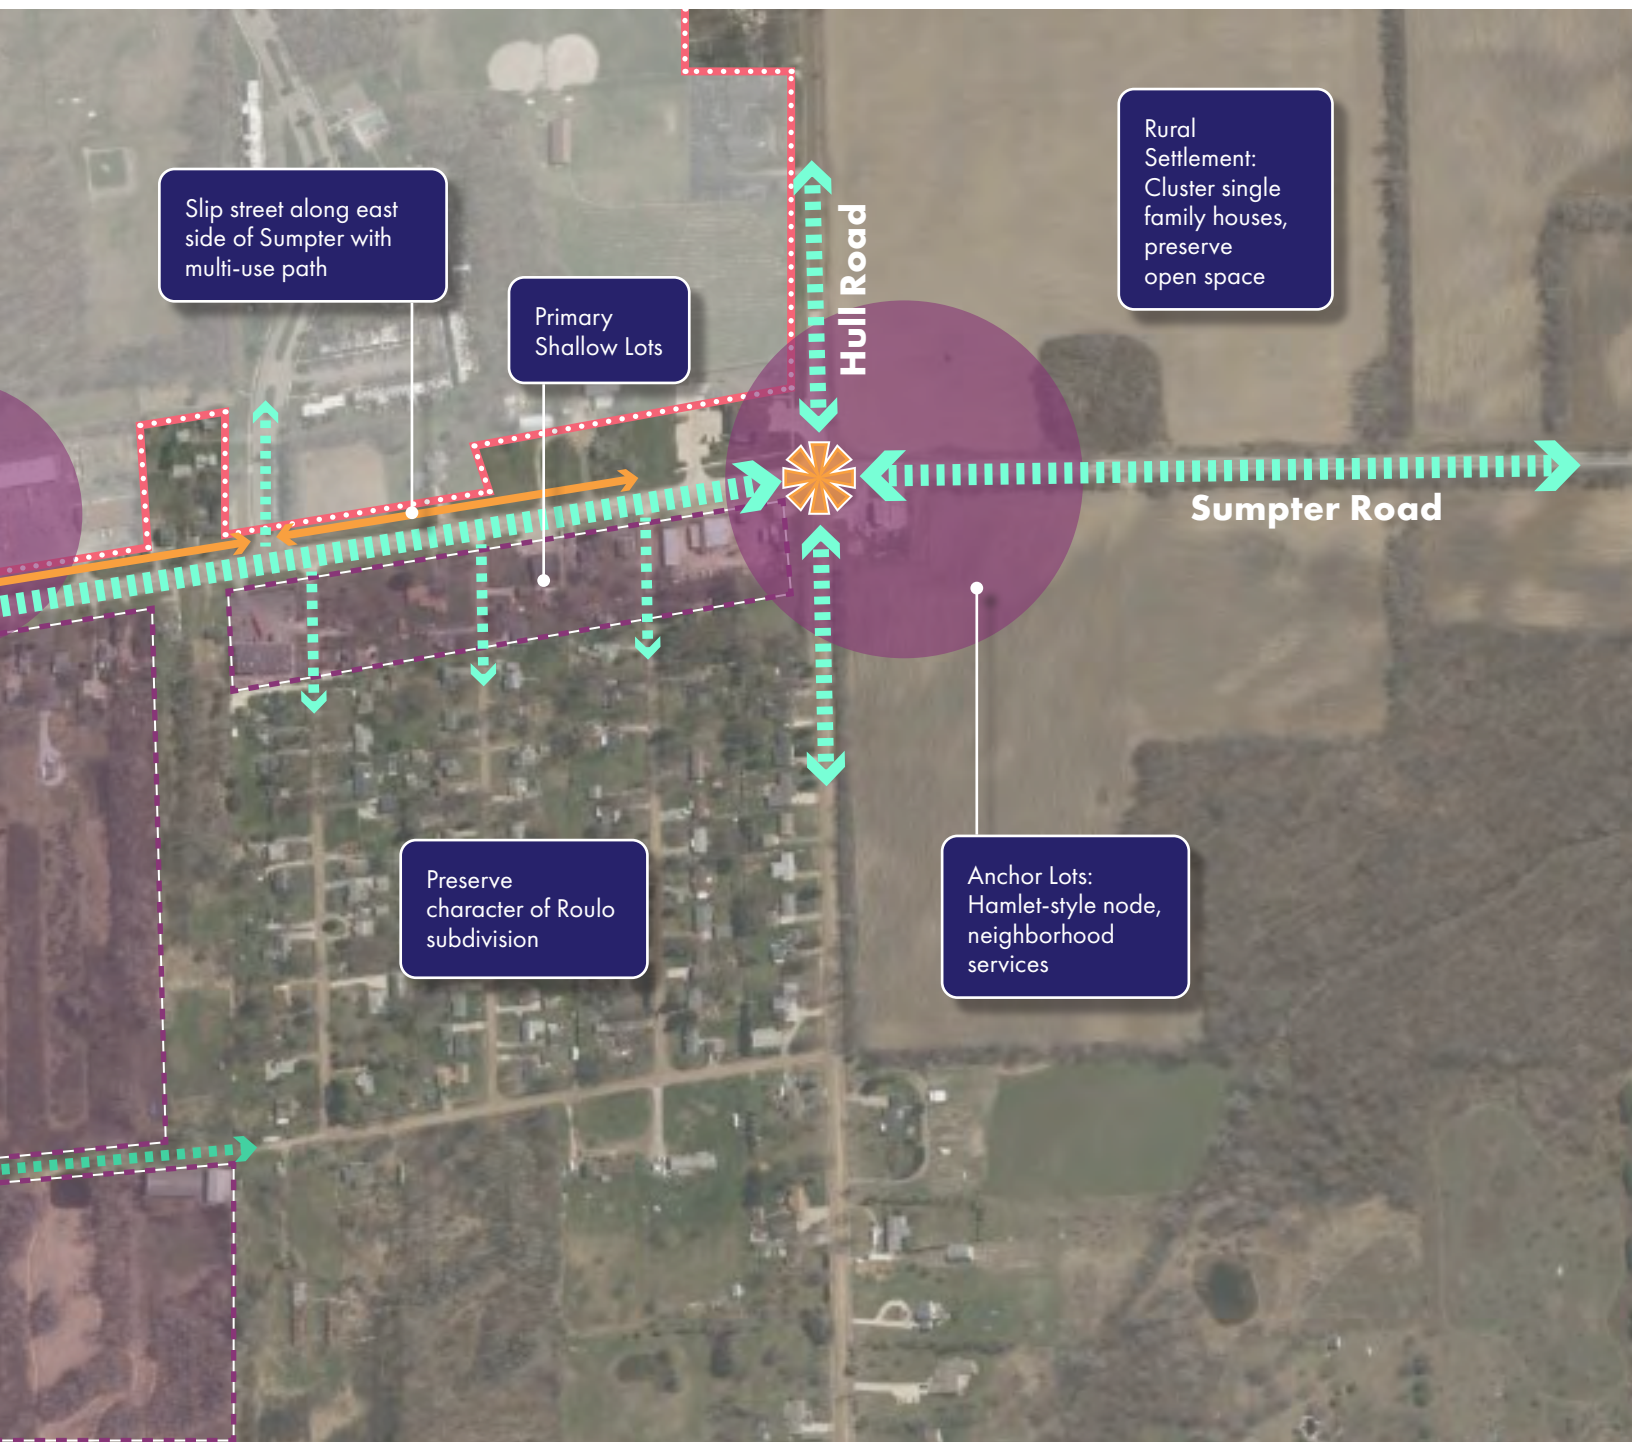 Rural
Settlement:
Cluster single
family houses,
preserve
open space
Slip street along east
side of Sumpter with
multi-use path
Primary
Shallow Lots
Hull Road
Sumpter Road
Preserve
character of Roulo
subdivision
Anchor Lots:
Hamlet-style node,
neighborhood
services